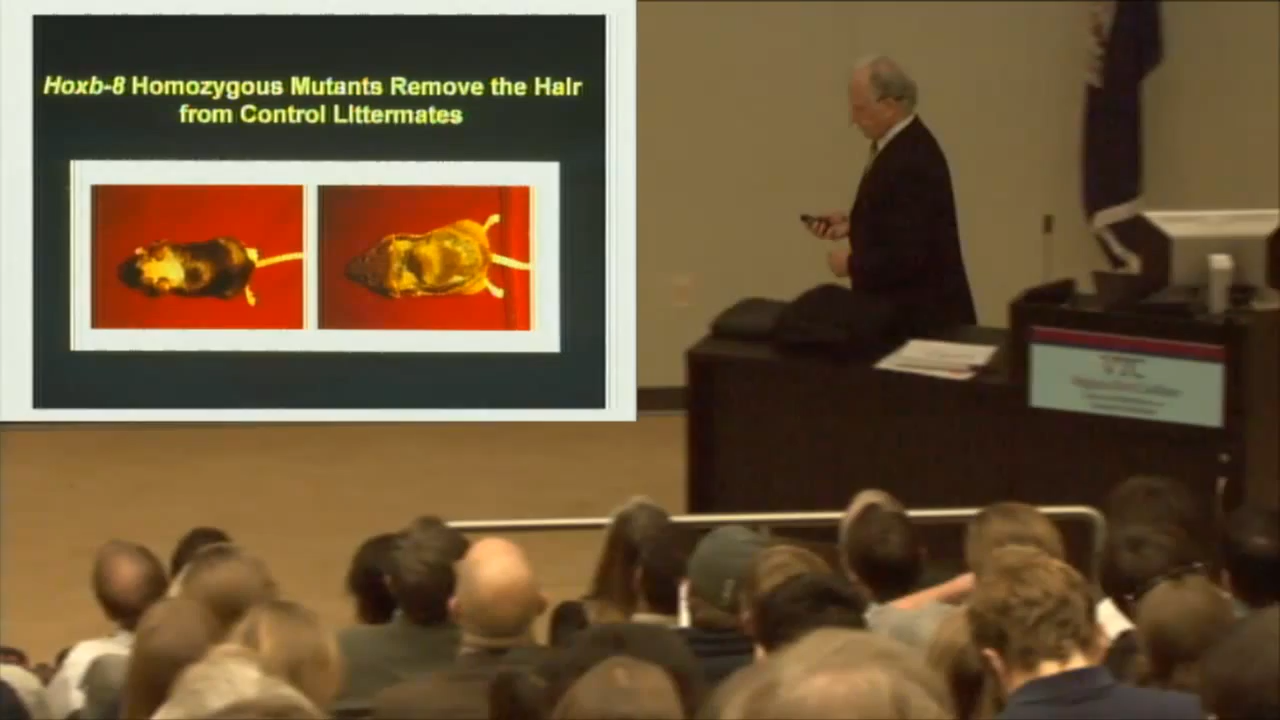 Hoxb-8 Homozygous Mutants Remove the Hair
from Control Littermates